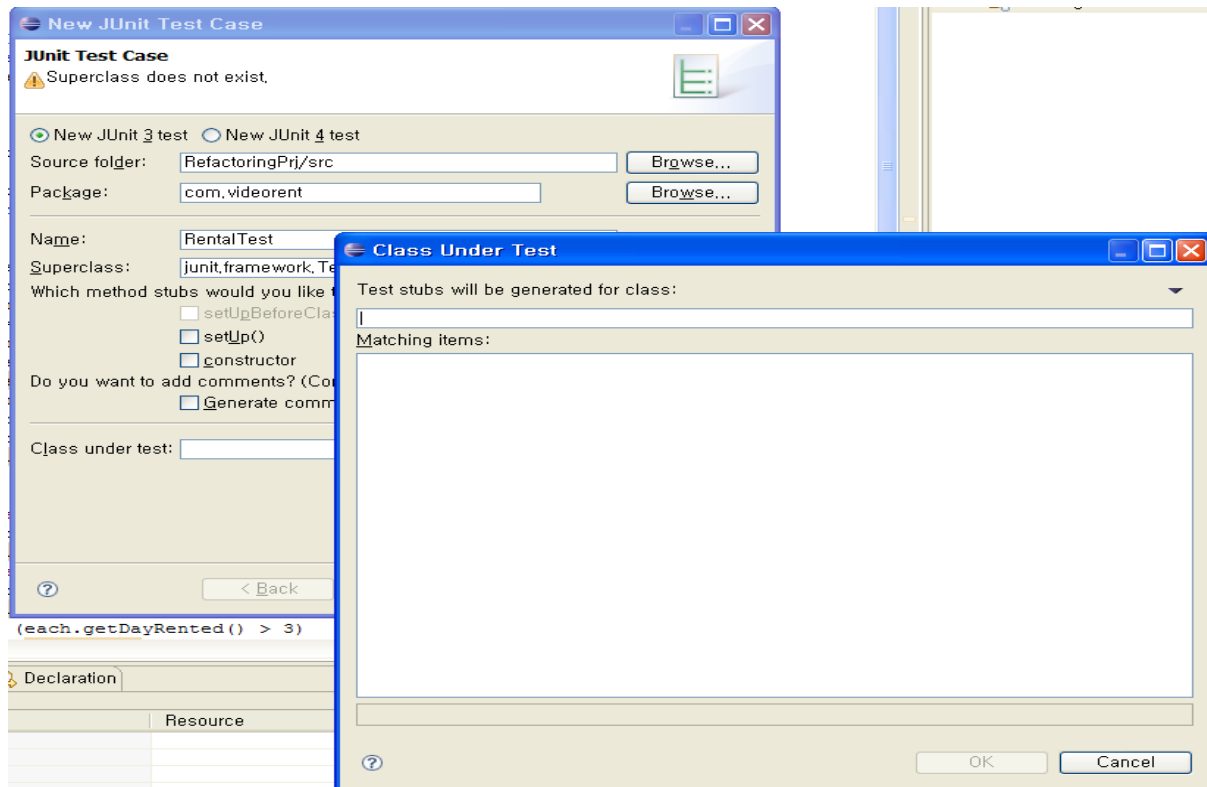 New JUnit Test Case
JUnit Test Case
Superclass does not exist.
New JUnit 3 test New JUnit 4 test
Source folder: RefactoringPrj/src Browse...
Package: com.videorent Browse...
Name: RentalTest
Superclass: junit.framework.Te
Which method stubs would you like
setUpBeforeCla
setUp()
constructor
Do you want to add comments? (Co
Generate comm
Class under test:
< Back
(each.getDayRented() > 3)
Declaration
Resource
Class Under Test
Test stubs will be generated for class:
Matching items:
OK Cancel